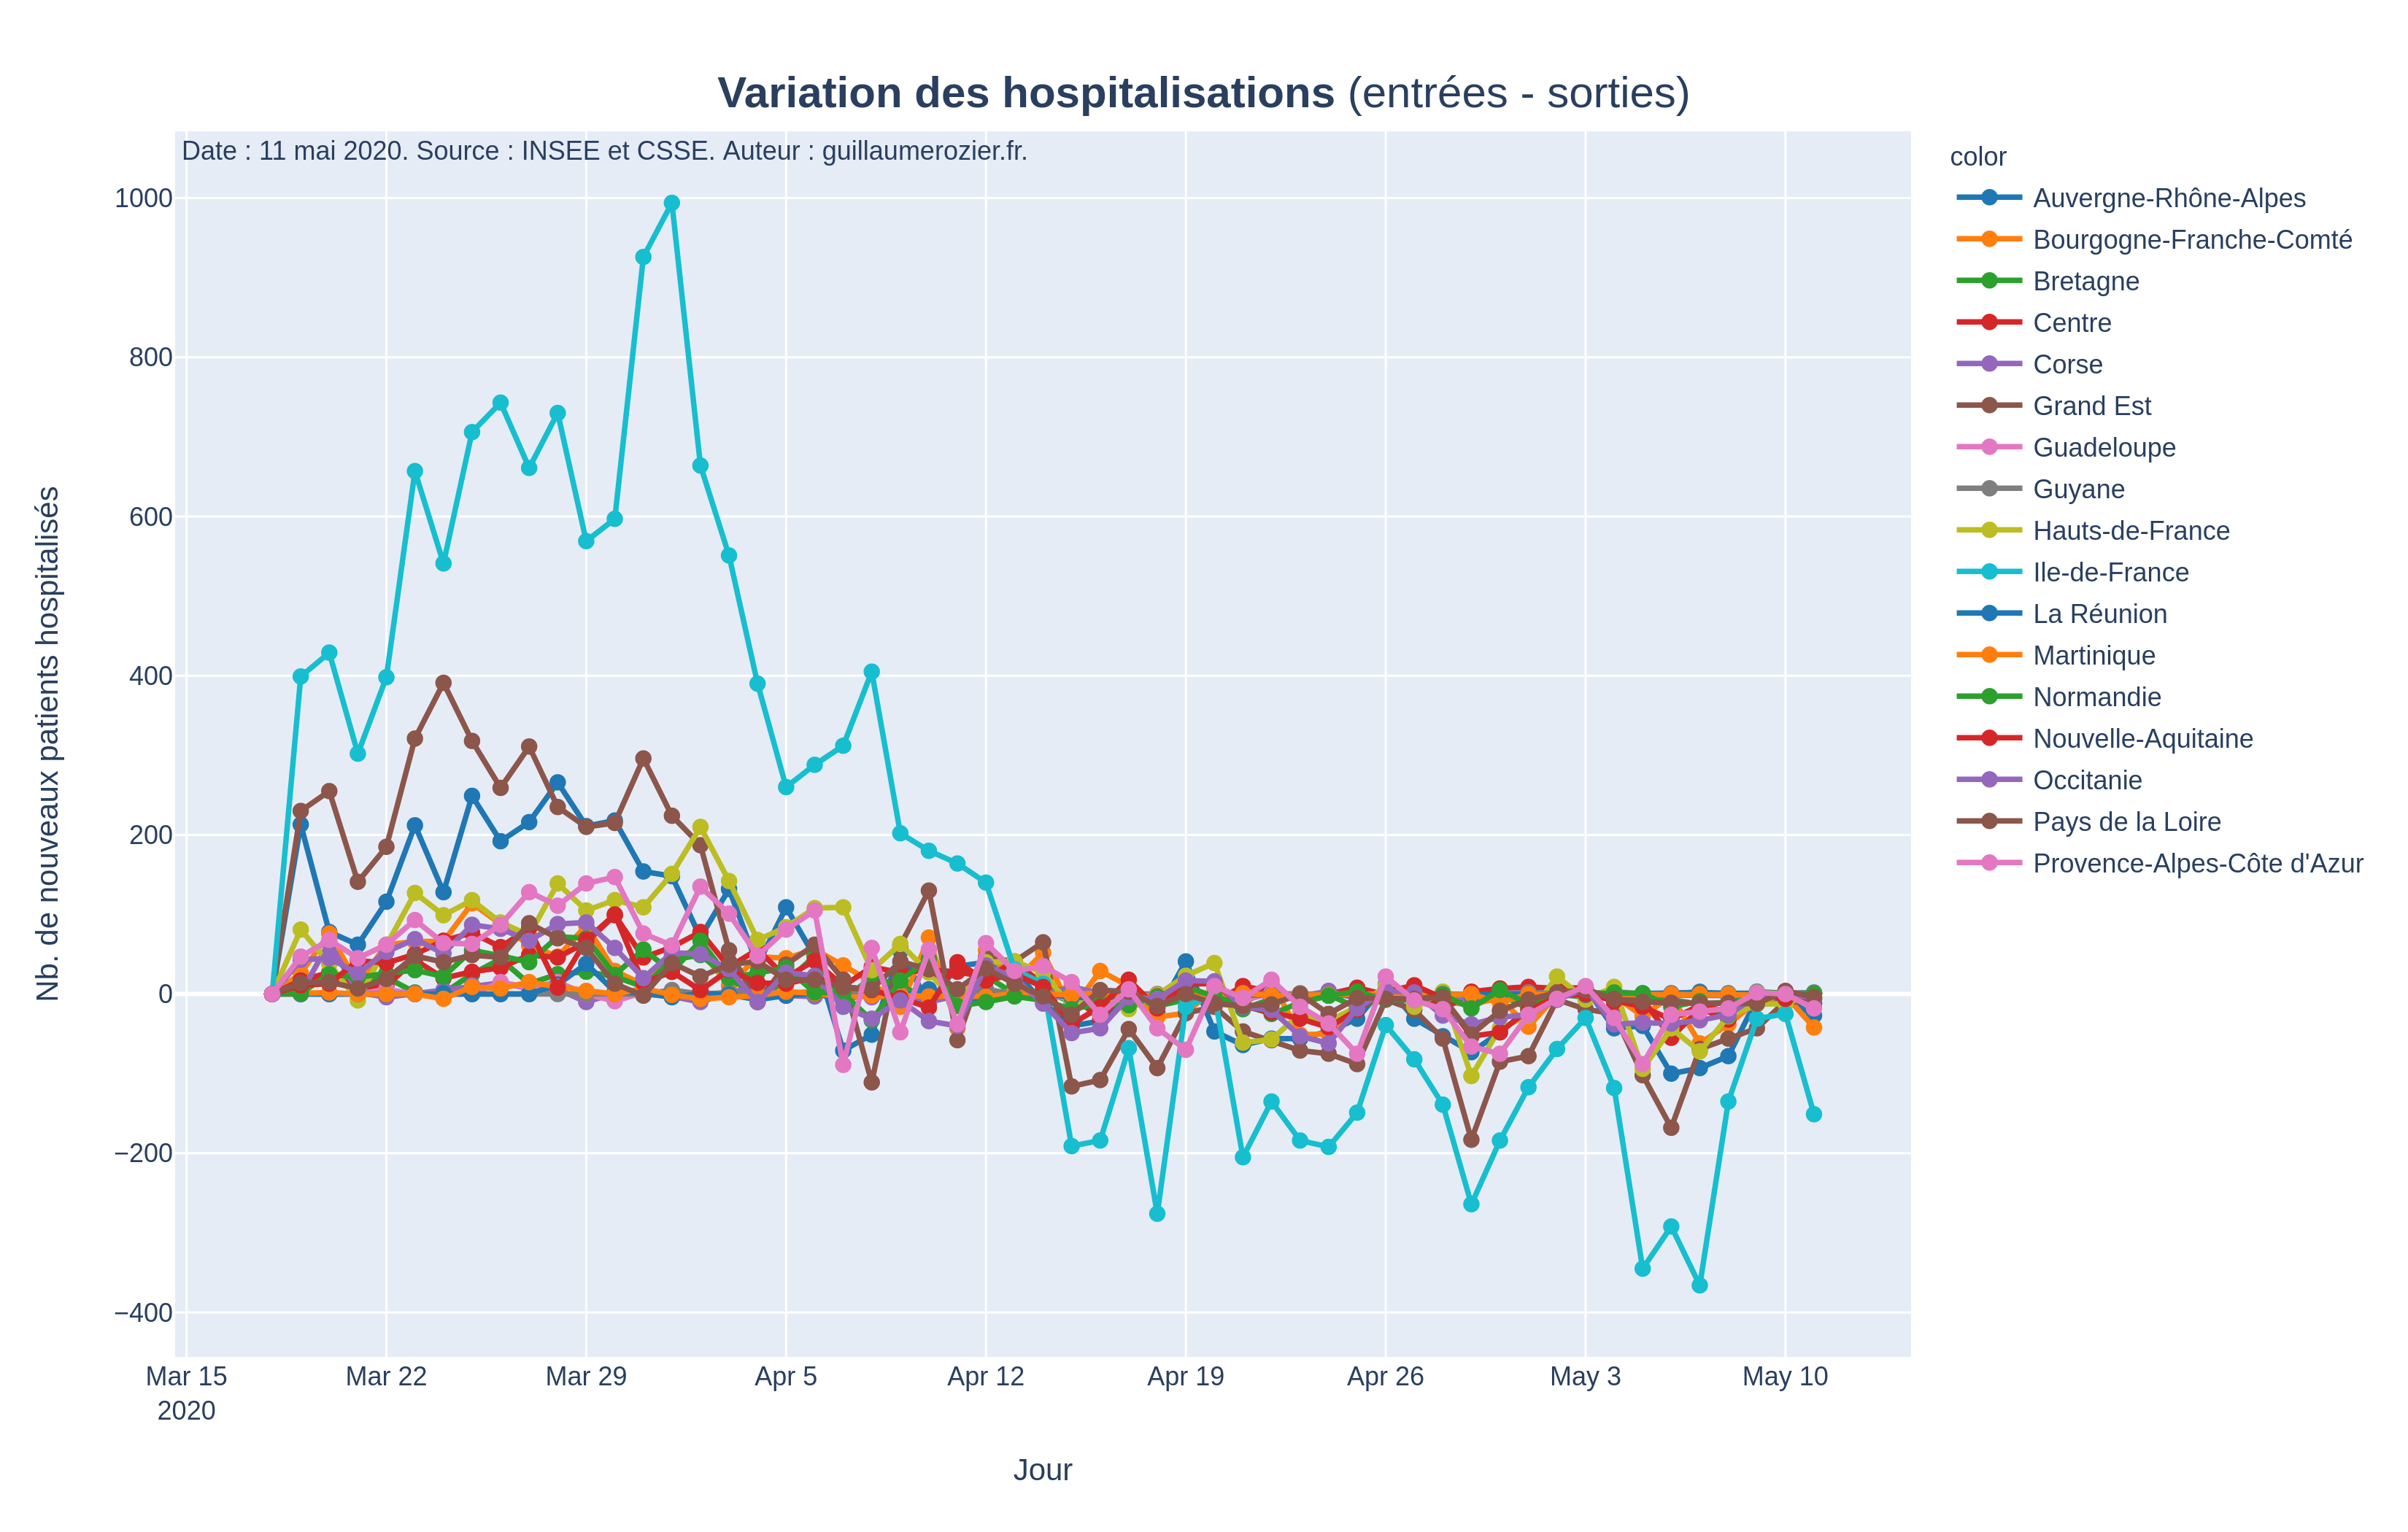 Variation des hospitalisations (entrées - sorties)
Date : 11 mai 2020. Source : INSEE et CSSE. Auteur : guillaumerozier.fr.
Nb. de nouveaux patients hospitalisés
1000
800
600
400
200
0
−200
−400
Mar 15
2020
Mar 22
Mar 29
Apr 5
Apr 12
Apr 19
Apr 26
May 3
May 10
Jour
color
Auvergne-Rhône-Alpes
Bourgogne-Franche-Comté
Bretagne
Centre
Corse
Grand Est
Guadeloupe
Guyane
Hauts-de-France
Ile-de-France
La Réunion
Martinique
Normandie
Nouvelle-Aquitaine
Occitanie
Pays de la Loire
Provence-Alpes-Côte d'Azur